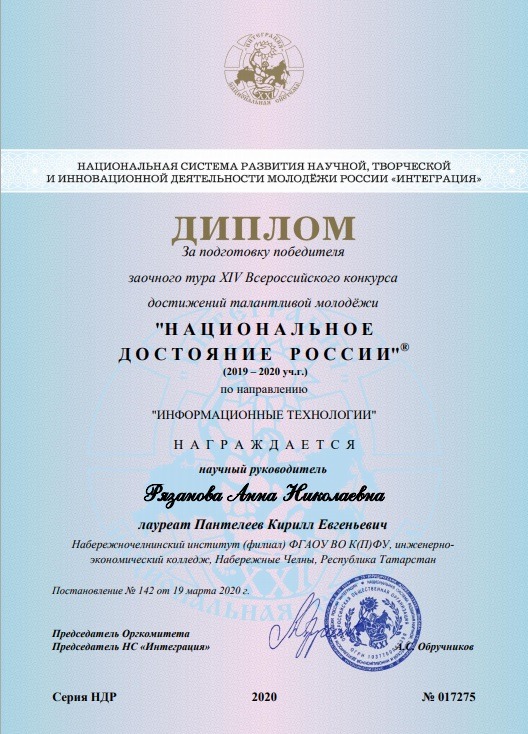 ИНТЕГРАЦИЯ
НАЦИОНАЛЬНАЯ СИСТЕМА
XXI
НАЦИОНАЛЬНАЯ СИСТЕМА РАЗВИТИЯ НАУЧНОЙ, ТВОРЧЕСКОЙ
И ИННОВАЦИОННОЙ ДЕЯТЕЛЬНОСТИ МОЛОДЁЖИ РОССИИ «ИНТЕГРАЦИЯ»
ДИПЛОМ
За подготовку победителя
заочного тура XIV Всероссийского конкурса
достижений талантливой молодёжи
"НАЦИОНАЛЬНОЕ
ДОСТОЯНИЕ РОССИИ"®
(2019 – 2020 уч.г.)
по направлению
"ИНФОРМАЦИОННЫЕ ТЕХНОЛОГИИ"
НАГРАЖДАЕТСЯ
научный руководитель
Рязанова Анна Николаевна
лауреат Пантелеев Кирилл Евгеньевич
Набережночелнинский институт (филиал) ФГАОУ ВО К(П)ФУ, инженерно-
экономический колледж, Набережные Челны, Республика Татарстан
Постановление № 142 от 19 марта 2020 г.
Председатель Оргкомитета
Председатель НС «Интеграция»
А.С. Обручников
Серия НДР
2020
№ 017275